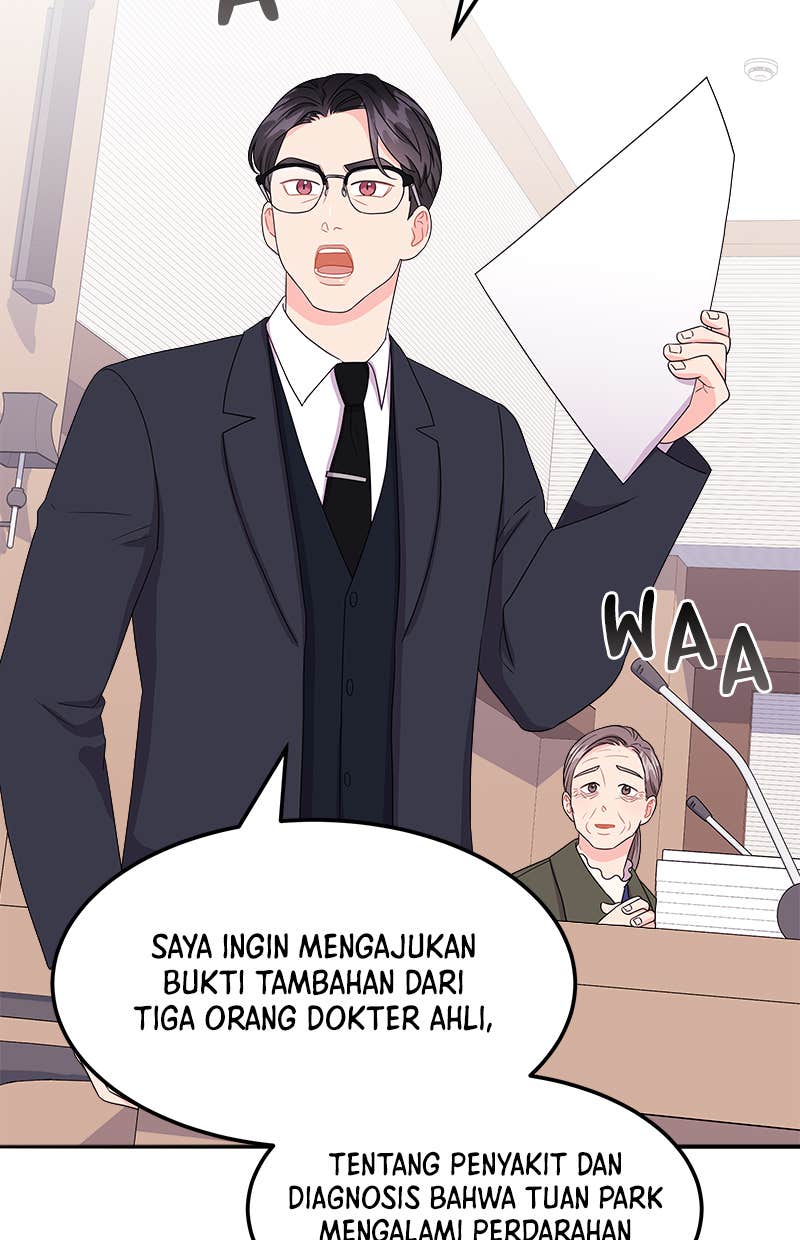 A
WAA
SAYA INGIN MENGAJUKAN
BUKTI TAMBAHAN DARI
TIGA ORANG DOKTER AHLI,
TENTANG PENYAKIT DAN
DIAGNOSIS BAHWA TUAN PARK
MENGALAMI PERDARAHAN